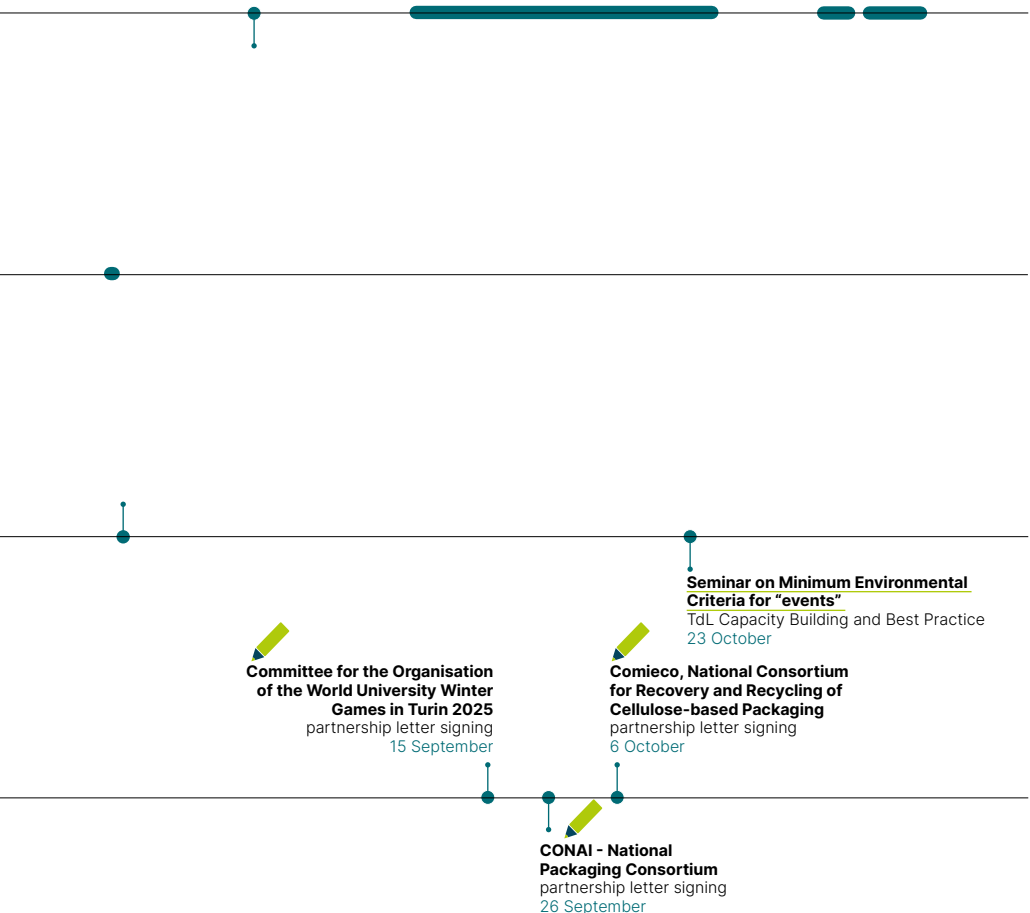 Seminar on Minimum Environmental
Criteria for “events”
TdL Capacity Building and Best Practice
23 October
Committee for the Organisation
of the World University Winter
Games in Turin 2025
partnership letter signing
15 September
Comieco, National Consortium
for Recovery and Recycling of
Cellulose-based Packaging
partnership letter signing
6 October
CONAI - National
Packaging Consortium
partnership letter signing
26 September